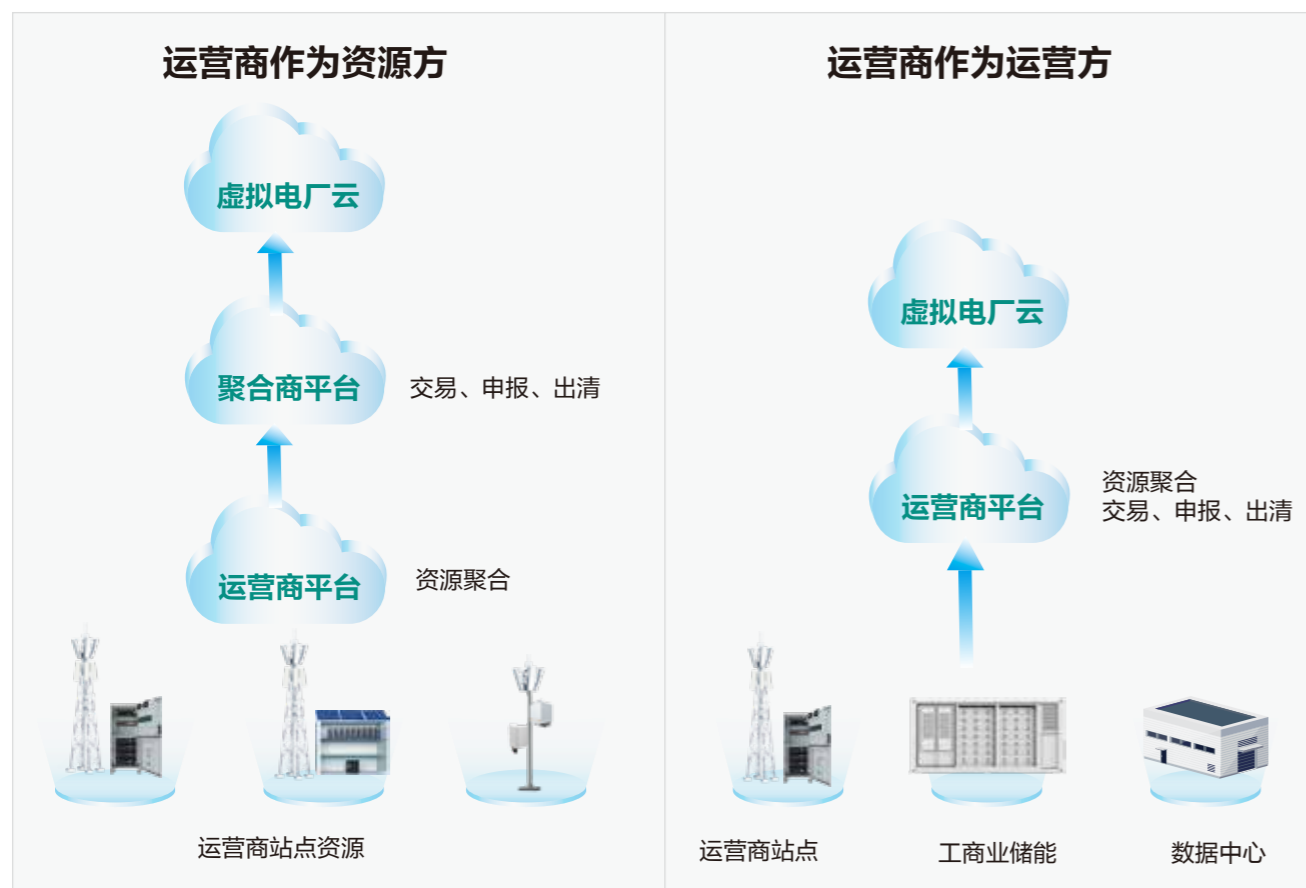 运营商作为资源方
虚拟电厂云
聚合商平台
交易、申报、出清
运营商平台
资源聚合
运营商站点资源
运营商作为运营方
虚拟电厂云
运营商平台
资源聚合
交易、申报、出清
运营商站点
工商业储能
数据中心